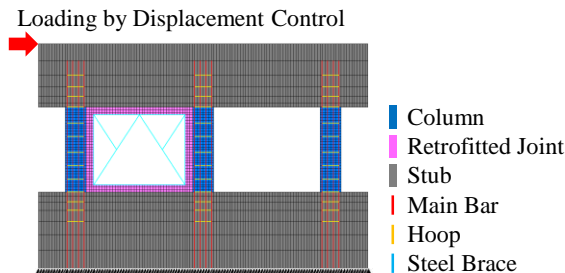 Loading by Displacement Control
Column
Retrofitted Joint
Stub
Main Bar
Hoop
Steel Brace